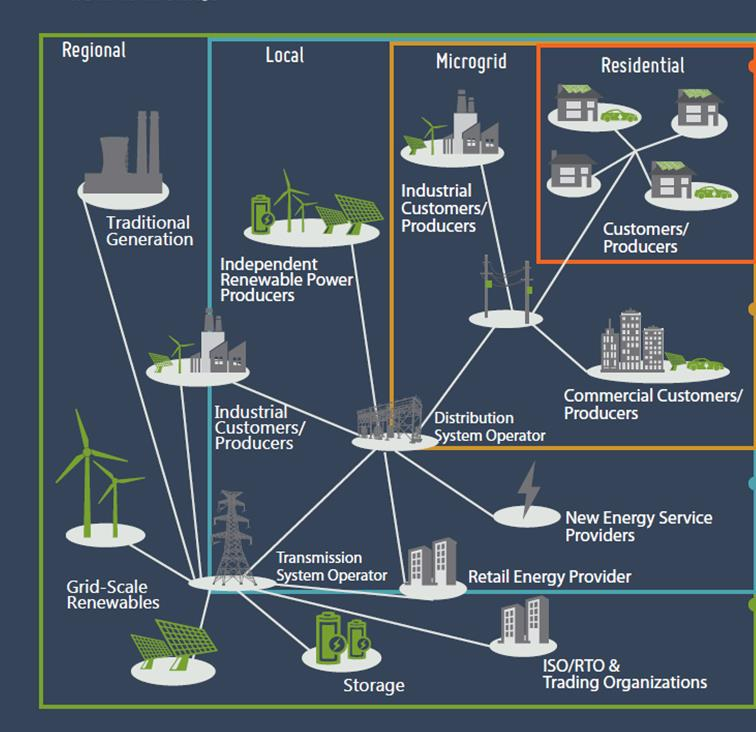 Regional
Local
Microgrid
Residential
Traditional
Generation
Independent
Renewable Power
Producers
Industrial
Customers/
Producers
Customers/
Producers
Industrial
Customers/
Producers
Distribution
System Operator
Commercial Customers/
Producers
New Energy Service
Providers
Transmission
System Operator
Retail Energy Provider
Grid-Scale
Renewables
Storage
ISO/RTO &
Trading Organizations